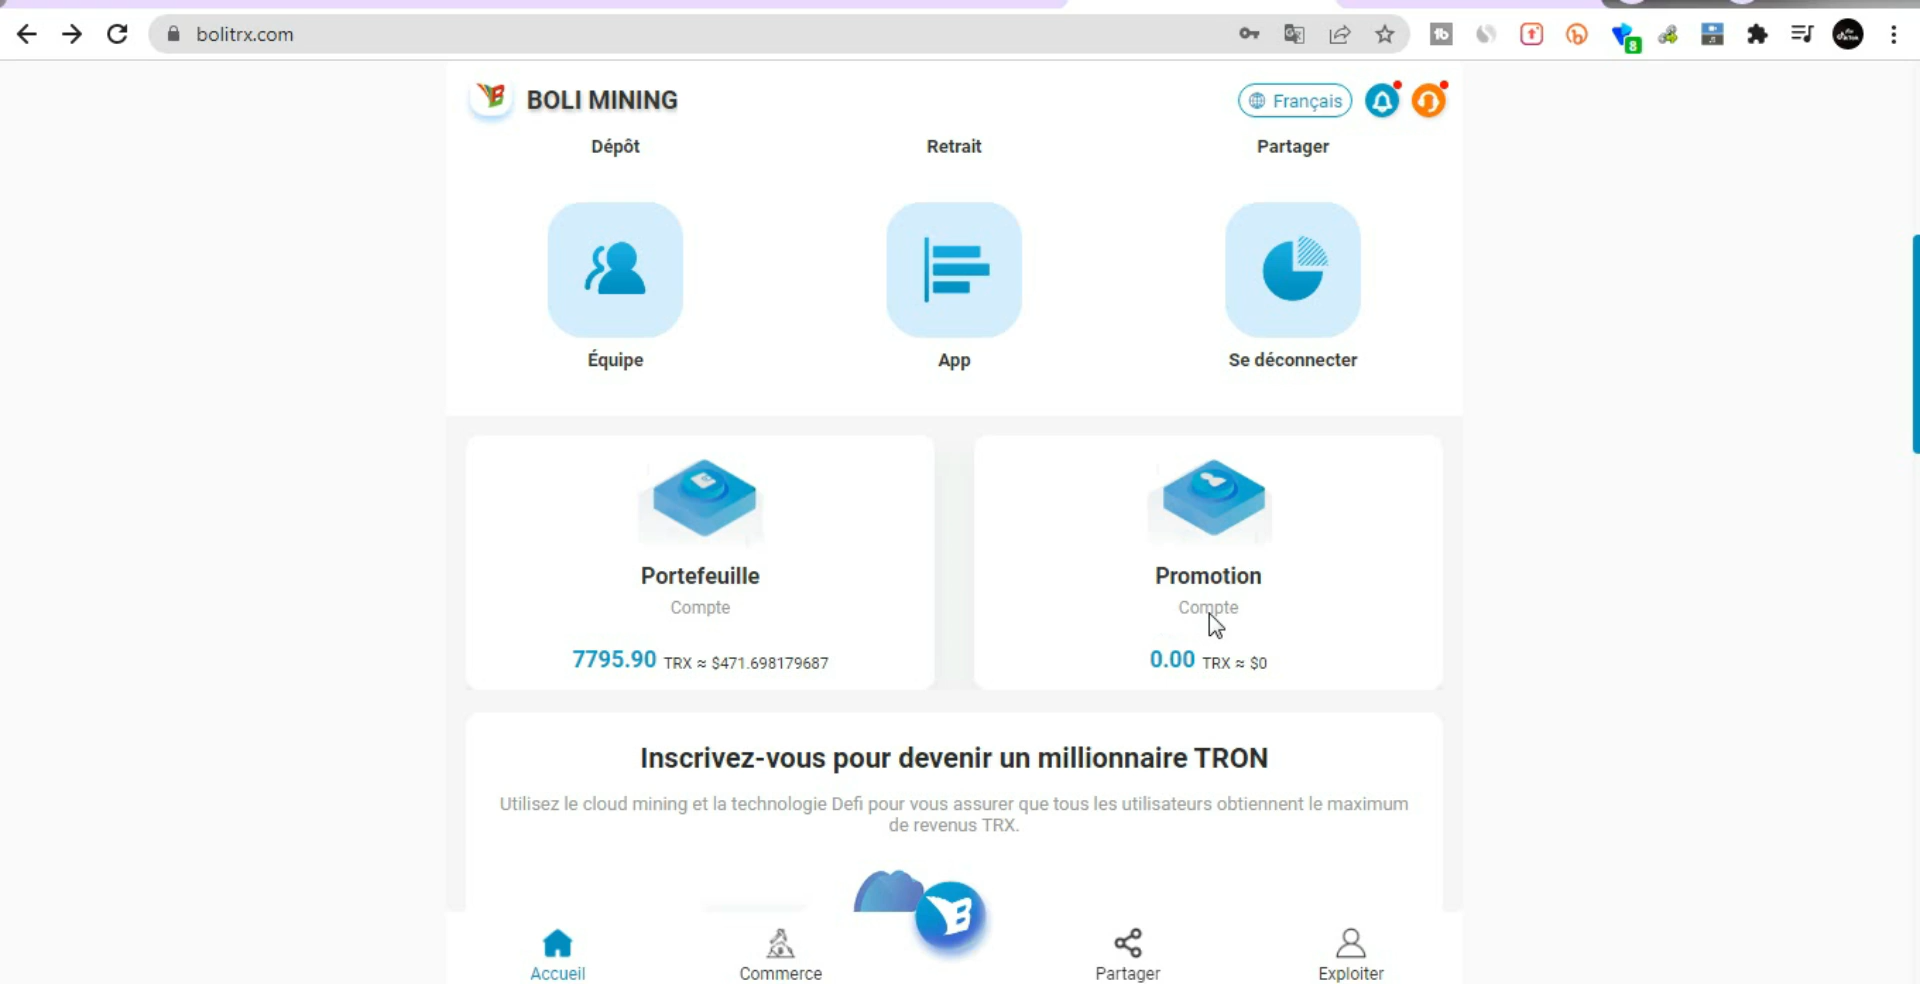 bolitrx.com
8
BOLI MINING
Français
Dépôt
Retrait
Partager
Équipe
App
Se déconnecter
Portefeuille
Compte
7795.90 TRX ≈ $471.698179687
Promotion
Compte
0.00 TRX ≈ $0
Inscrivez-vous pour devenir un millionnaire TRON
Utilisez le cloud mining et la technologie Defi pour vous assurer que tous les utilisateurs obtiennent le maximum
de revenus TRX.
Accueil
Commerce
Partager
Exploiter